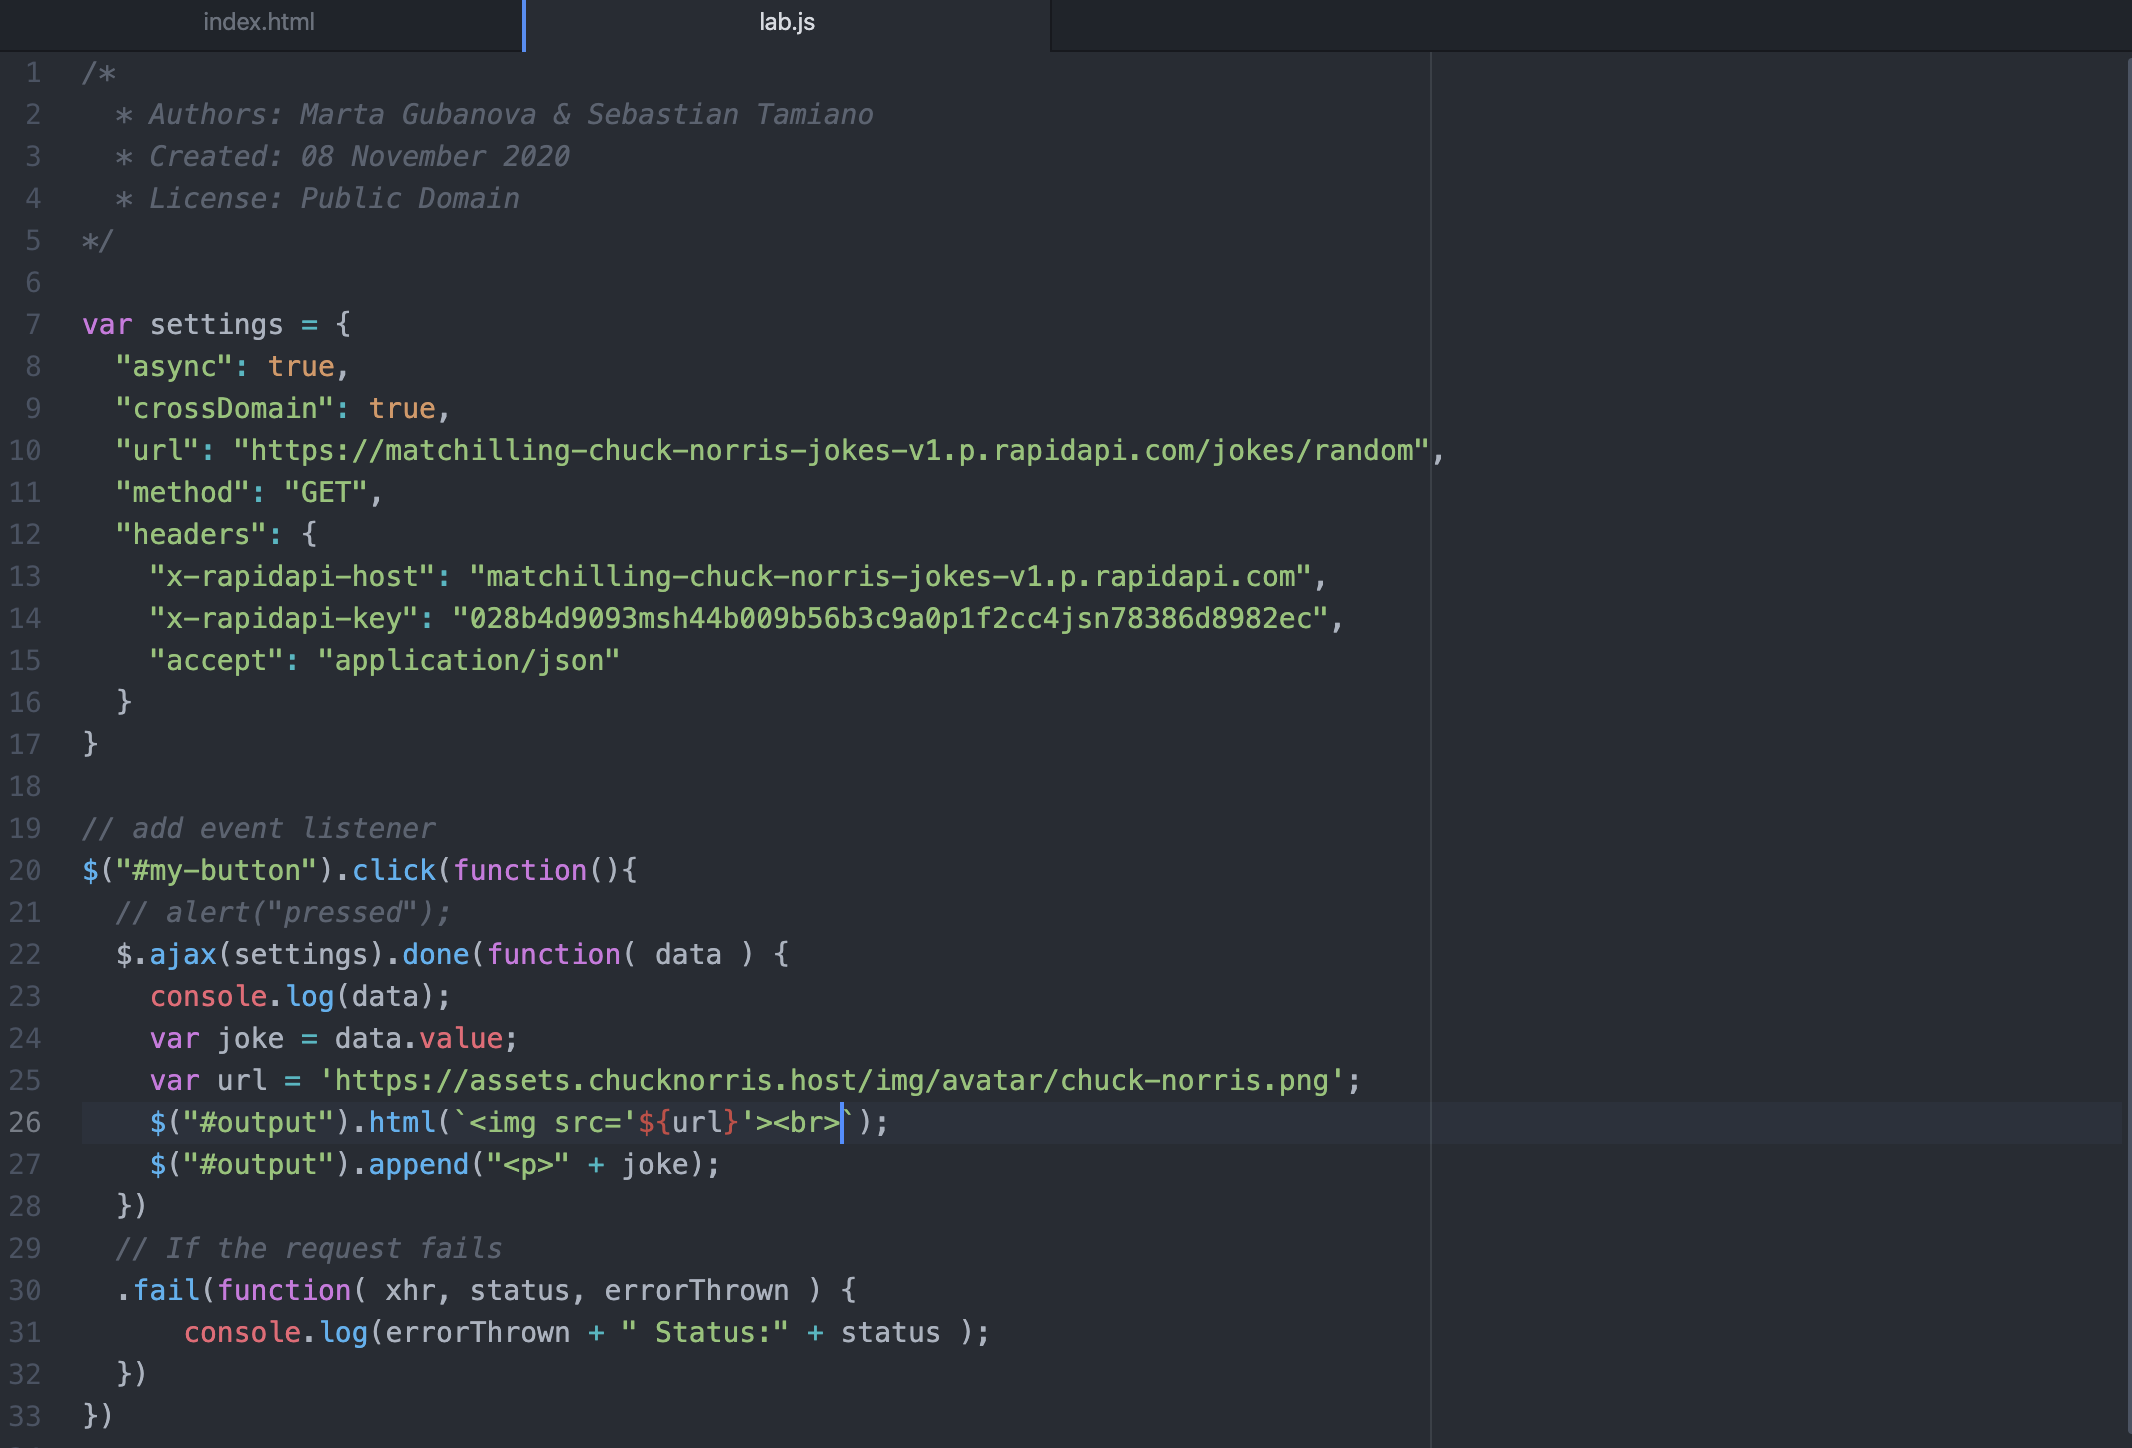 index.html
lab.js
1 /*
2   * Authors: Marta Gubanova & Sebastian Tamiano
3   * Created: 08 November 2020
4   * License: Public Domain
5 */
6
7 var settings = {
8   "async": true,
9   "crossDomain": true,
10   "url": "https://matchilling-chuck-norris-jokes-v1.p.rapidapi.com/jokes/random",
11   "method": "GET",
12   "headers": {
13     "x-rapidapi-host": "matchilling-chuck-norris-jokes-v1.p.rapidapi.com",
14     "x-rapidapi-key": "028b4d9093msh44b009b56b3c9a0p1f2cc4jsn78386d8982ec",
15     "accept": "application/json"
16   }
17 }
18
19 // add event listener
20 $("#my-button").click(function(){
21   // alert("pressed");
22   $.ajax(settings).done(function( data ) {
23     console.log(data);
24     var joke = data.value;
25     var url = 'https://assets.chucknorris.host/img/avatar/chuck-norris.png';
26     $("#output").html(`<img src='${url}'><br>`);
27     $("#output").append("<p>" + joke);
28   })
29   // If the request fails
30   .fail(function( xhr, status, errorThrown ) {
31       console.log(errorThrown + " Status:" + status );
32   })
33 })